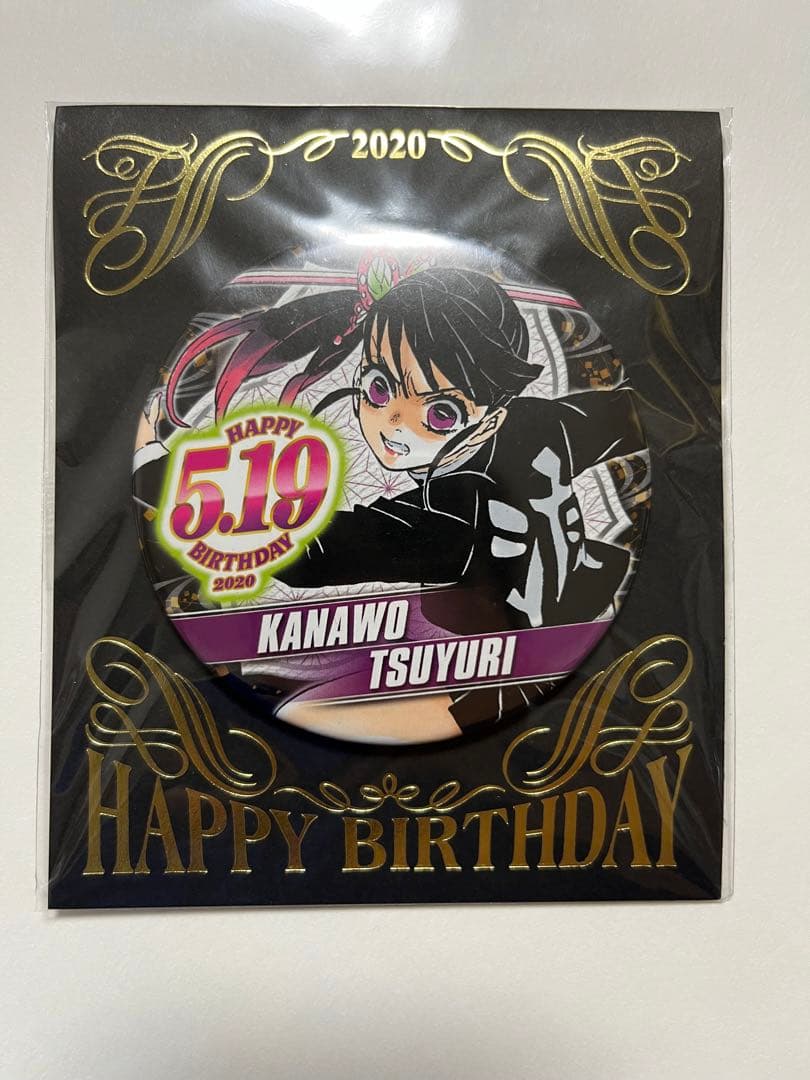 2020
HAPPY
5.19
BIRTHDAY
2020
KANAWO
TSUYURI
HAPPY BIRTHDAY